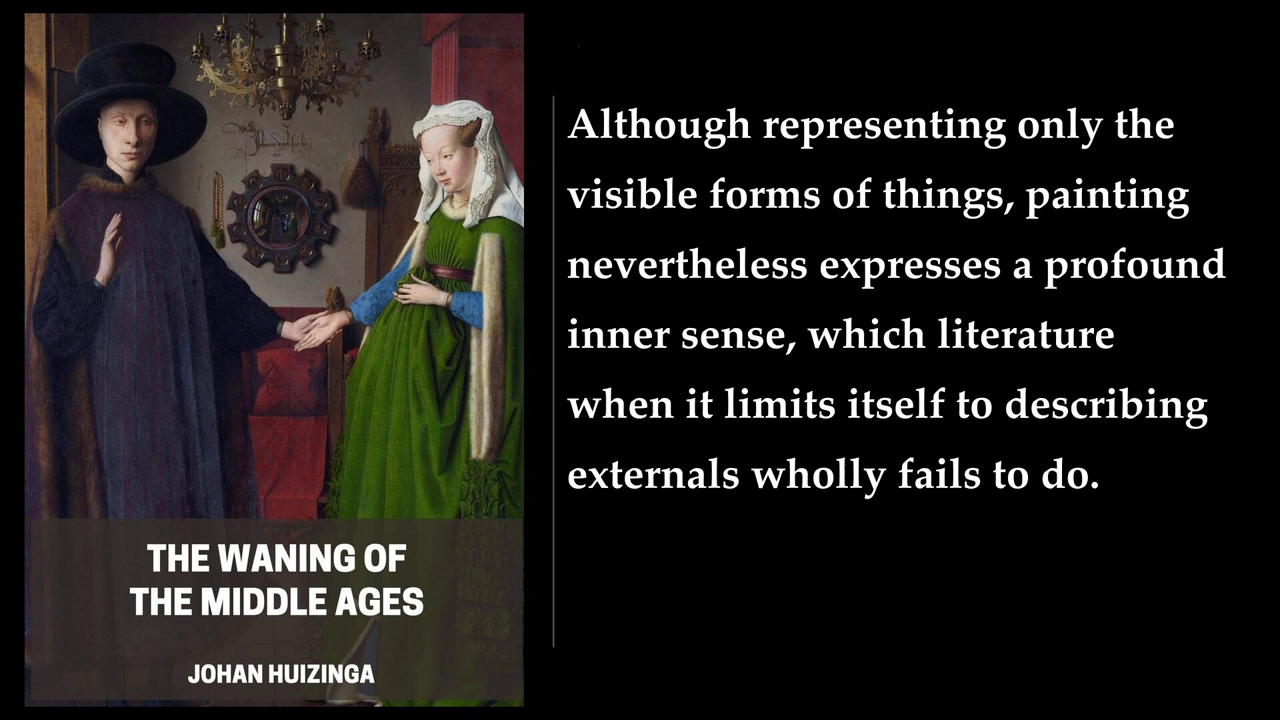 THE WANING OF
THE MIDDLE AGES
JOHAN HUIZINGA
Although representing only the
visible forms of things, painting
nevertheless expresses a profound
inner sense, which literature
when it limits itself to describing
externals wholly fails to do.